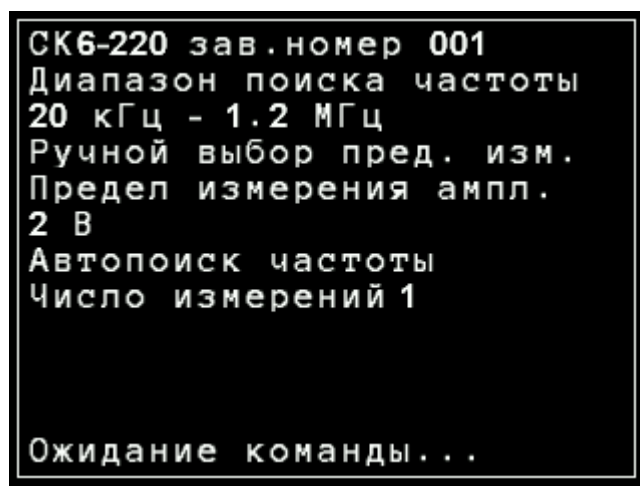 СК6-220 зав.номер 001
Диапазон поиска частоты
20 кГц - 1.2 МГц
Ручной выбор пред. изм.
Предел измерения ампл.
2 В
Автопоиск частоты
Число измерений 1
Ожидание команды...